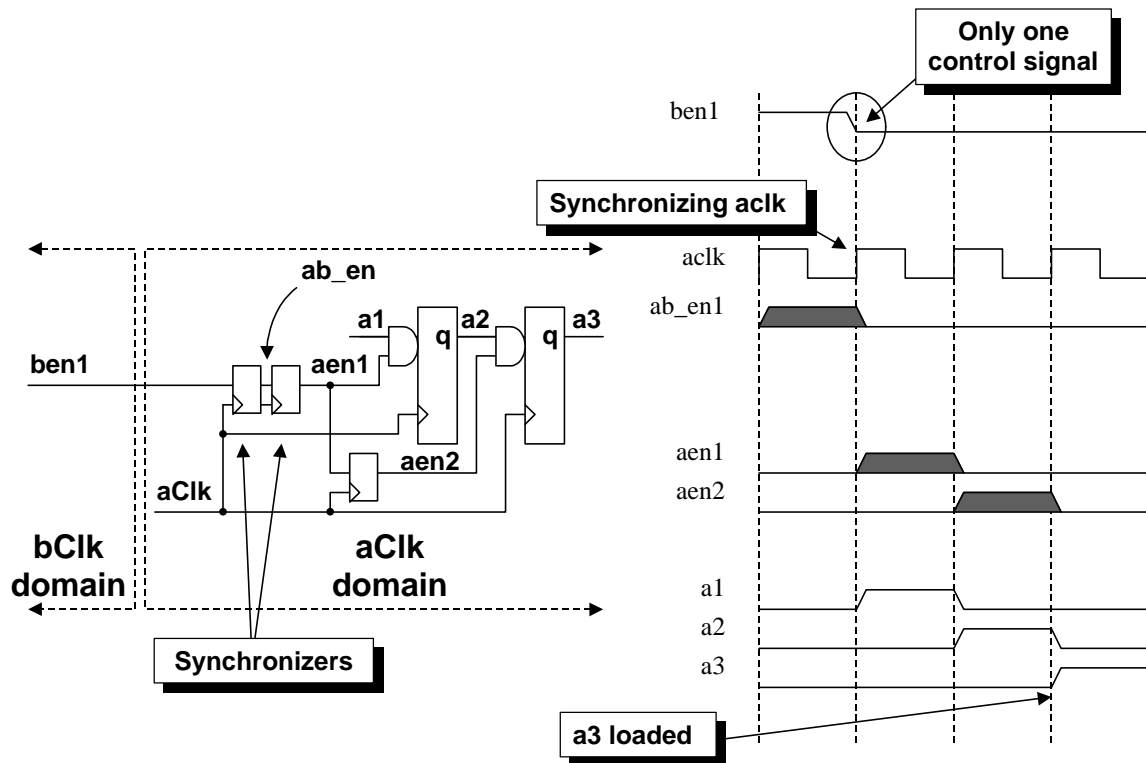 Only one
control signal
ben1
Synchronizing aclk
aclk
ab_en
ab_en1
a1
q
a2
q
a3
ben1
aen1
aen2
aClk
aen1
aen2
bClk
domain
aClk
domain
a1
a2
a3
Synchronizers
a3 loaded